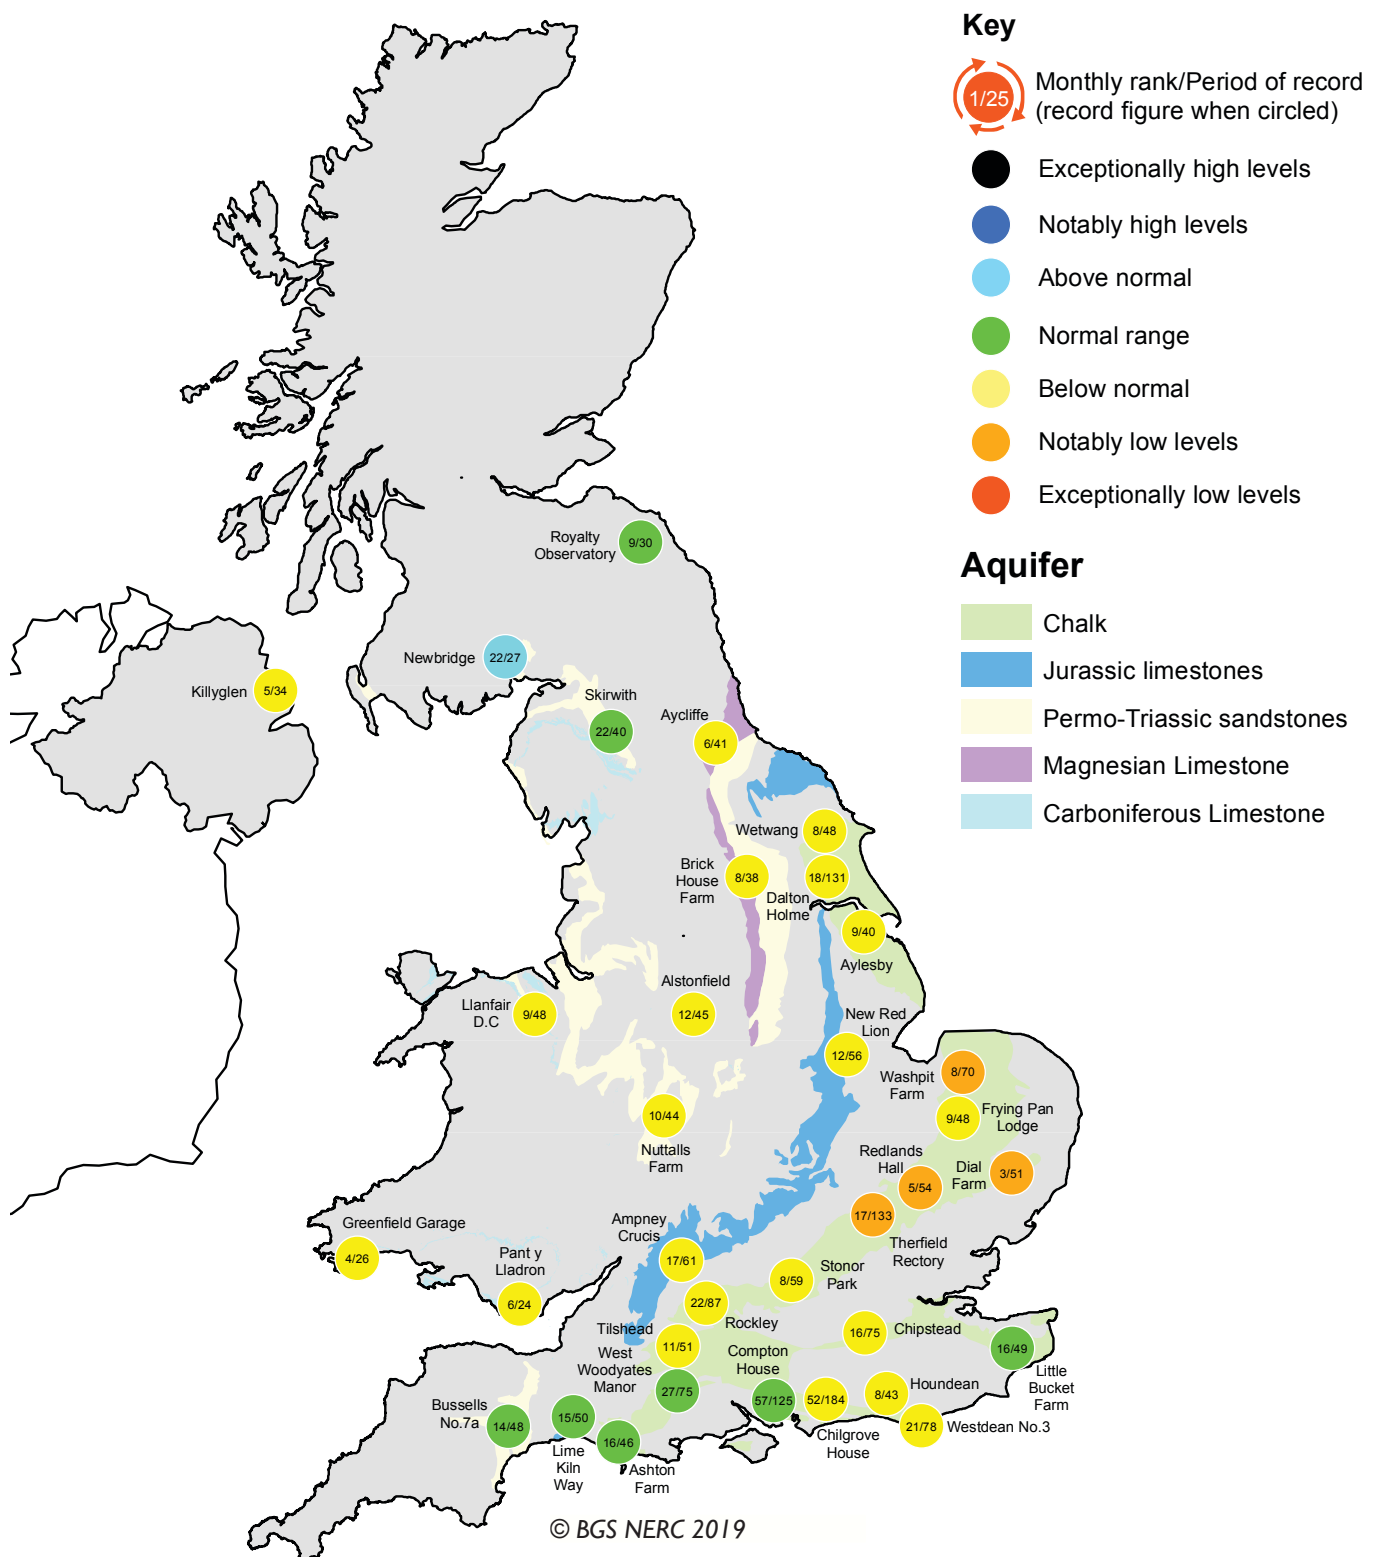 Key
1/25
Monthly rank/Period of record
(record figure when circled)
Exceptionally high levels
Notably high levels
Above normal
Normal range
Below normal
Notably low levels
Exceptionally low levels
Aquifer
Chalk
Jurassic limestones
Permo-Triassic sandstones
Magnesian Limestone
Carboniferous Limestone
Royalty
Observatory
9/30
Newbridge
22/27
Killyglen
5/34
Skirwith
22/40
Aycliffe
6/41
Wetwang
8/48
Brick
House
Farm
8/38
18/131
Dalton
Holme
9/40
Aylesby
Llanfair
D.C
9/48
Alstonfield
12/45
New Red
Lion
12/56
Washpit
Farm
8/70
9/48
Frying Pan
Lodge
10/44
Nuttalls
Farm
Redlands
Hall
5/54
Dial
Farm
3/51
17/133
Therfield
Rectory
Greenfield Garage
4/26
Pant y
Lladron
6/24
Ampney
Crucis
17/61
8/59
Stonor
Park
22/87
Rockley
Tilshead
11/51
16/75
Chipstead
16/49
Little
Bucket
Farm
West
Woodyates
Manor
27/75
Compton
House
57/125
52/184
Chilgrove
House
8/43
Houndean
21/78
Westdean No.3
Bussells
No.7a
14/48
15/50
Lime
Kiln
Way
16/46
Ashton
Farm
© BGS NERC 2019